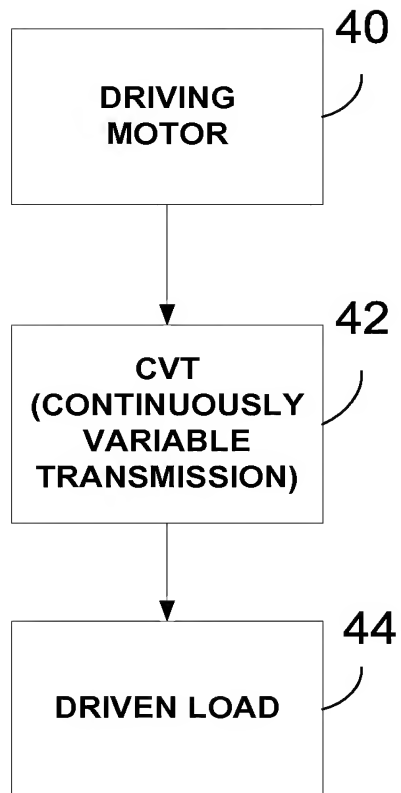 40
DRIVING
MOTOR
42
CVT
(CONTINUOUSLY
VARIABLE
TRANSMISSION)
44
DRIVEN LOAD